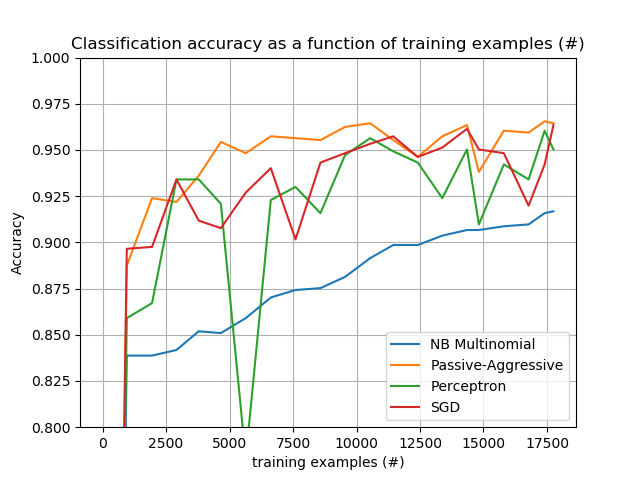 Classification accuracy as a function of training examples (#)
1.000
0.975
0.950
0.925
0.900
0.875
0.850
0.825
0.800
Accuracy
NB Multinomial
Passive-Aggressive
Perceptron
SGD
0 2500 5000 7500 10000 12500 15000 17500
training examples (#)